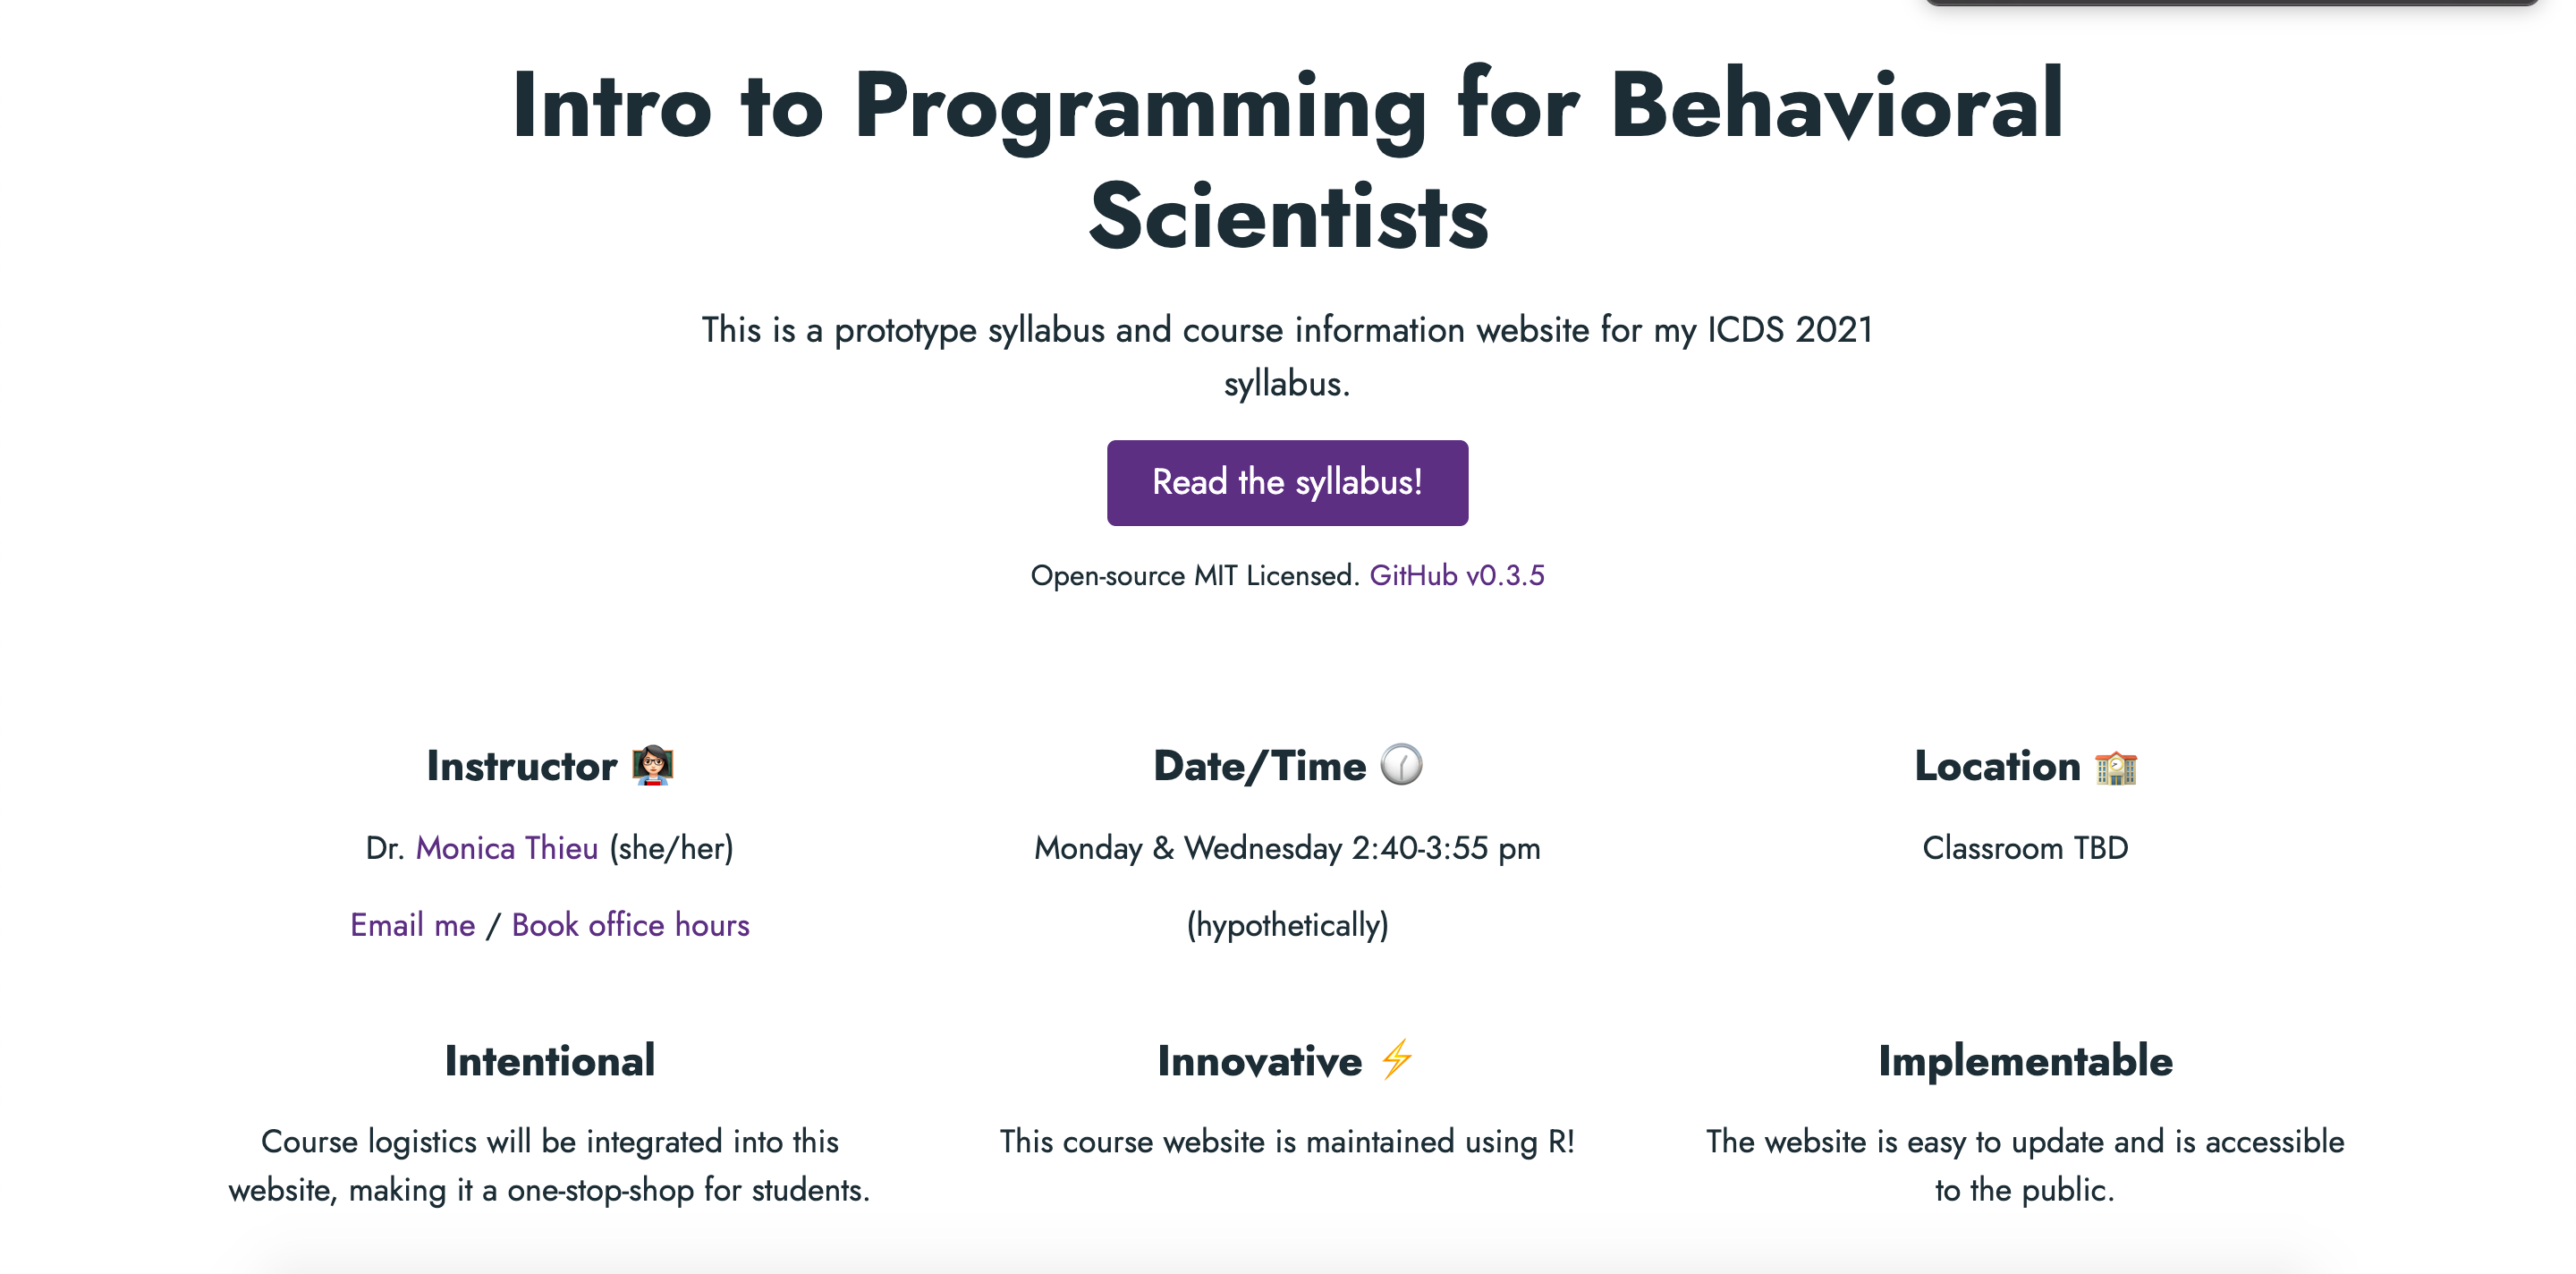 Intro to Programming for Behavioral
Scientists
This is a prototype syllabus and course information website for my ICDS 2021
syllabus.
Read the syllabus!
Open-source MIT Licensed. GitHub v0.3.5
Instructor 👩🏻‍🏫
Dr. Monica Thieu (she/her)
Email me / Book office hours
Date/Time 🕜
Monday & Wednesday 2:40-3:55 pm
(hypothetically)
Location 🏫
Classroom TBD
Intentional
Course logistics will be integrated into this
website, making it a one-stop-shop for students.
Innovative ⚡
This course website is maintained using R!
Implementable
The website is easy to update and is accessible
to the public.